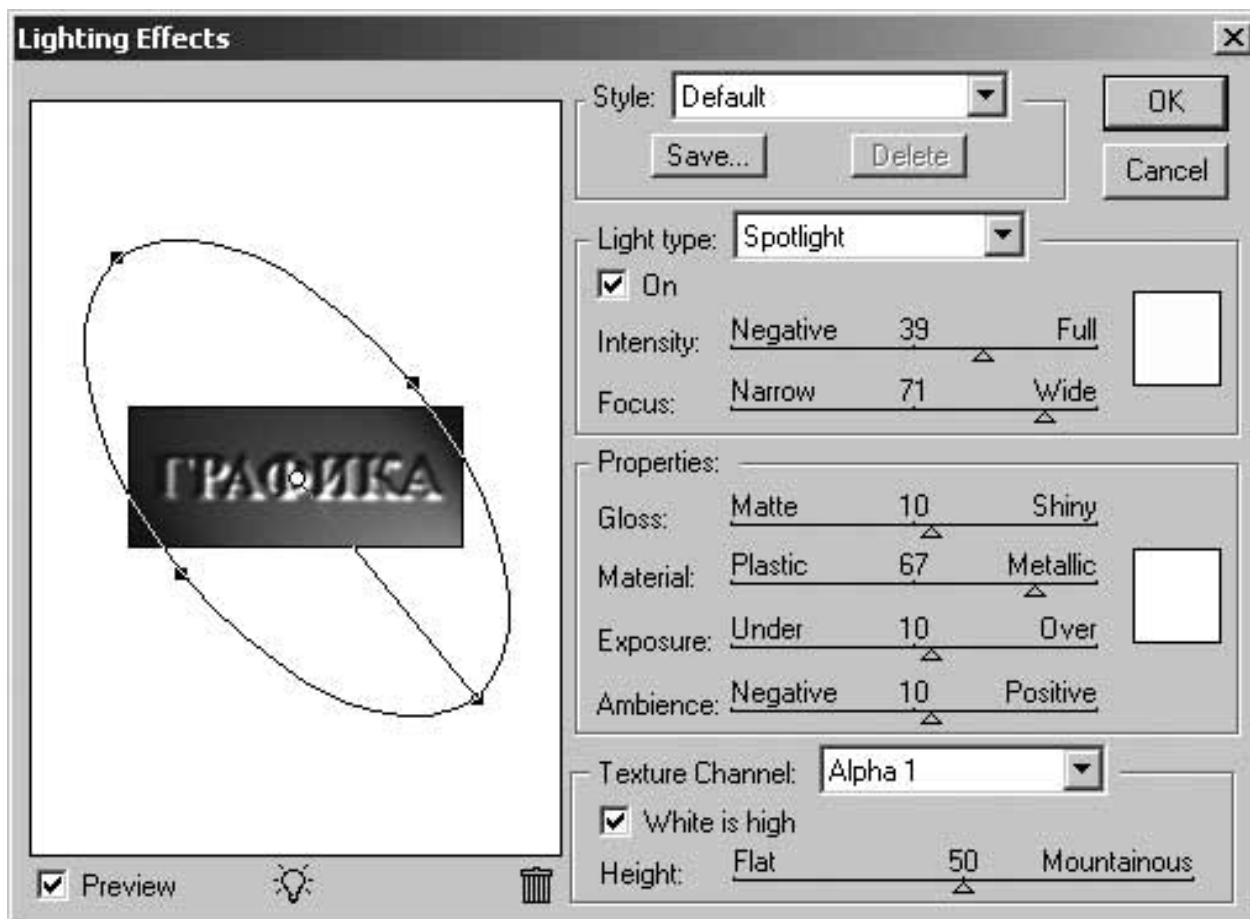 Lighting Effects
ГРАФИКА
Preview
Style: Default
Save... Delete
OK
Cancel
Light type: Spotlight
On
Intensity: Negative 39 Full
Focus: Narrow 71 Wide
Properties:
Gloss: Matte 10 Shiny
Material: Plastic 67 Metallic
Exposure: Under 10 Over
Ambience: Negative 10 Positive
Texture Channel: Alpha 1
White is high
Height: Flat 50 Mountainous